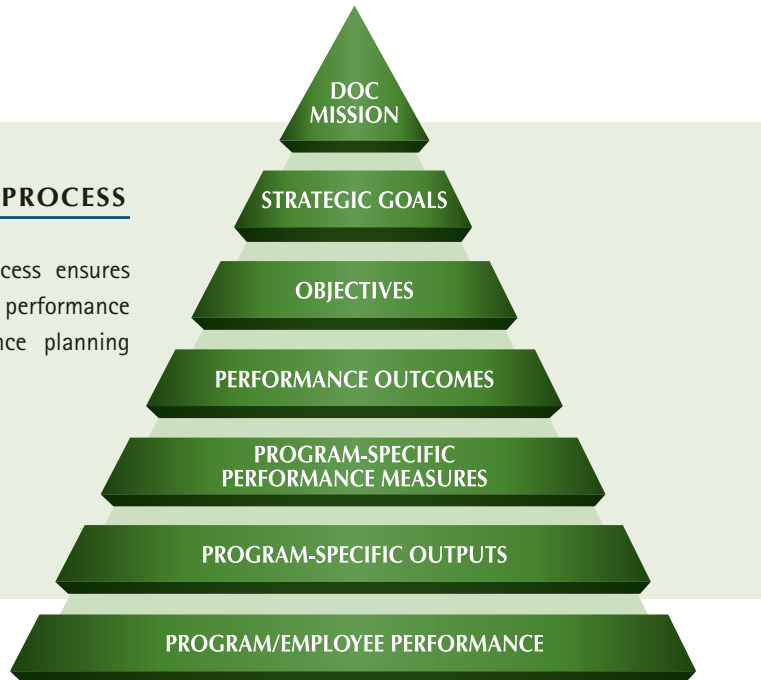 PROCESS
cess ensures
performance
nce planning
DOC
MISSION
STRATEGIC GOALS
OBJECTIVES
PERFORMANCE OUTCOMES
PROGRAM-SPECIFIC
PERFORMANCE MEASURES
PROGRAM-SPECIFIC OUTPUTS
PROGRAM/EMPLOYEE PERFORMANCE